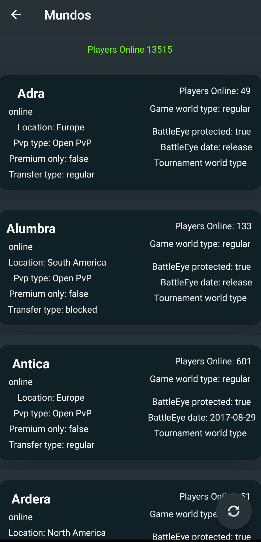 Mundos
Players Online 13515
Adra
online
Location: Europe
Pvp type: Open PvP
Premium only: false
Transfer type: regular
Players Online: 49
Game world type: regular
BattleEye protected: true
BattleEye date: release
Tournament world type
Alumbra
online
Location: South America
Pvp type: Open PvP
Premium only: false
Transfer type: blocked
Players Online: 133
Game world type: regular
BattleEye protected: true
BattleEye date: release
Tournament world type
Antica
online
Location: Europe
Pvp type: Open PvP
Premium only: false
Transfer type: regular
Players Online: 601
Game world type: regular
BattleEye protected: true
BattleEye date: 2017-08-29
Tournament world type
Ardera
online
Location: North America
Players 51
Game world
BattleEye protected: true